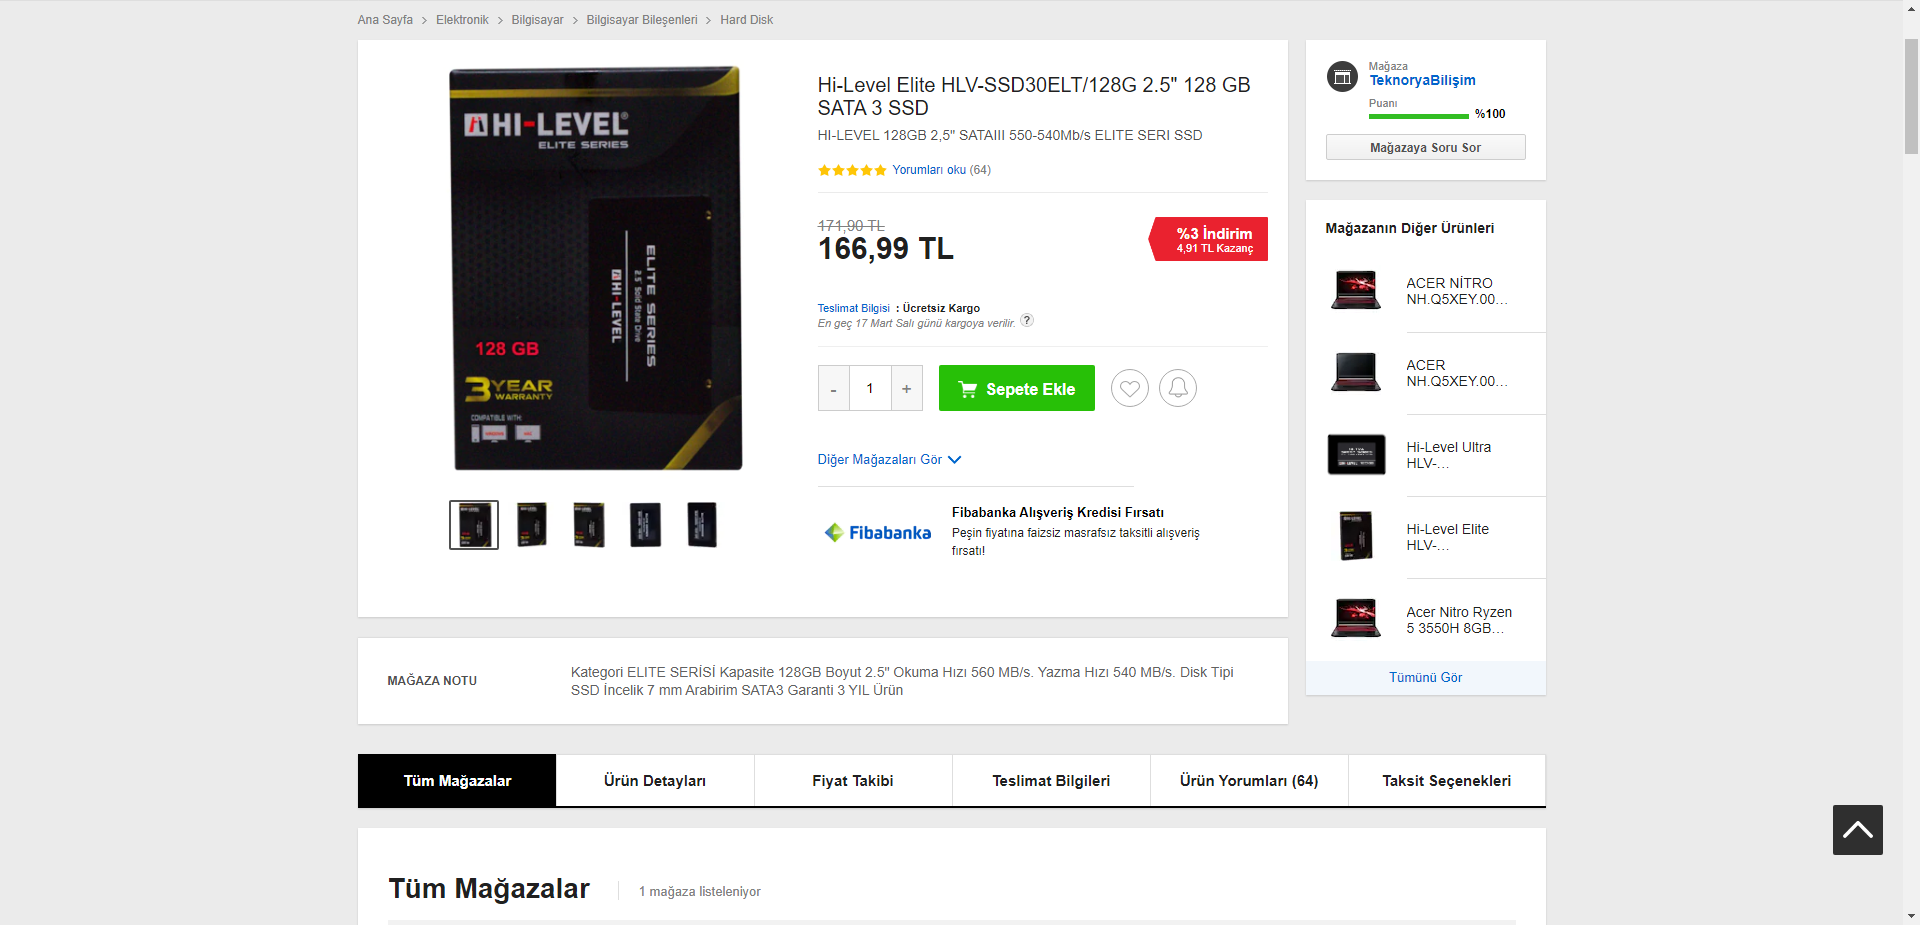 Ana Sayfa > Elektronik > Bilgisayar > Bilgisayar Bileşenleri > Hard Disk
HI-LEVEL®
ELITE SERIES
ELITE SERIES
2.5" Solid State Drive
HI-LEVEL
128 GB
3 YEAR
WARRANTY
COMPATIBLE WITH:
Hi-Level Elite HLV-SSD30ELT/128G 2.5" 128 GB
SATA 3 SSD
HI-LEVEL 128GB 2,5" SATAIII 550-540Mb/s ELITE SERI SSD
Yorumları oku (64)
171,90 TL
166,99 TL
%3 İndirim
4,91 TL Kazanç
Teslimat Bilgisi : Ücretsiz Kargo
En geç 17 Mart Salı günü kargoya verilir. ?
- 1 +
Sepete Ekle
Diğer Mağazaları Gör
Fibabanka
Fibabanka Alışveriş Kredisi Fırsatı
Peşin fiyatına faizsiz masrafsız taksitli alışveriş
fırsatı!
Mağaza
TeknoryaBilişim
Puanı
%100
Mağazaya Soru Sor
Mağazanın Diğer Ürünleri
ACER NİTRO
NH.Q5XEY.00...
ACER
NH.Q5XEY.00...
Hi-Level Ultra
HLV-...
Hi-Level Elite
HLV-...
Acer Nitro Ryzen
5 3550H 8GB...
Tümünü Gör
MAĞAZA NOTU
Kategori ELITE SERİSİ Kapasite 128GB Boyut 2.5" Okuma Hızı 560 MB/s. Yazma Hızı 540 MB/s. Disk Tipi
SSD İncelik 7 mm Arabirim SATA3 Garanti 3 YIL Ürün
Tüm Mağazalar
Ürün Detayları
Fiyat Takibi
Teslimat Bilgileri
Ürün Yorumları (64)
Taksit Seçenekleri
Tüm Mağazalar
1 mağaza listeleniyor